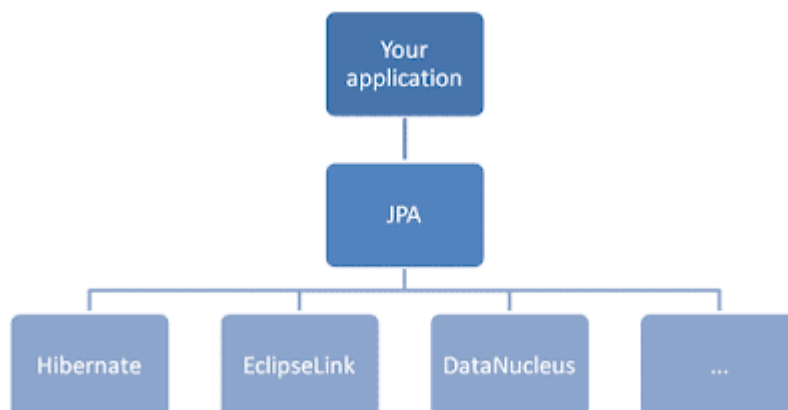 Your
application
JPA
Hibernate
EclipseLink
DataNucleus
...